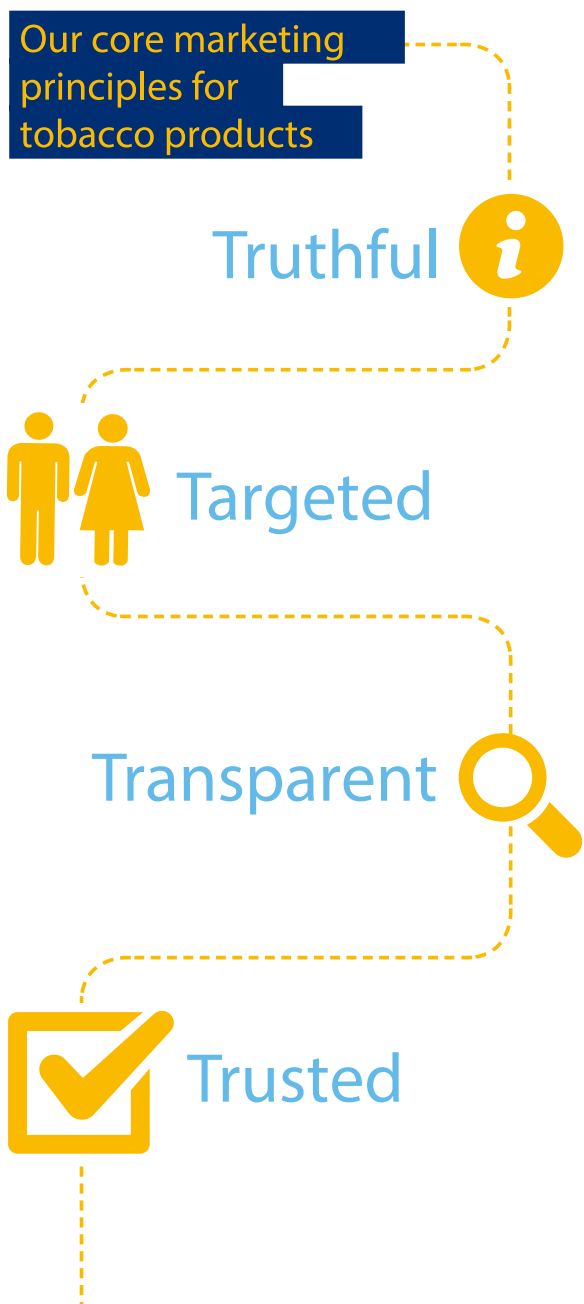 Our core marketing
principles for
tobacco products
Truthful
i
Targeted
Transparent
Trusted